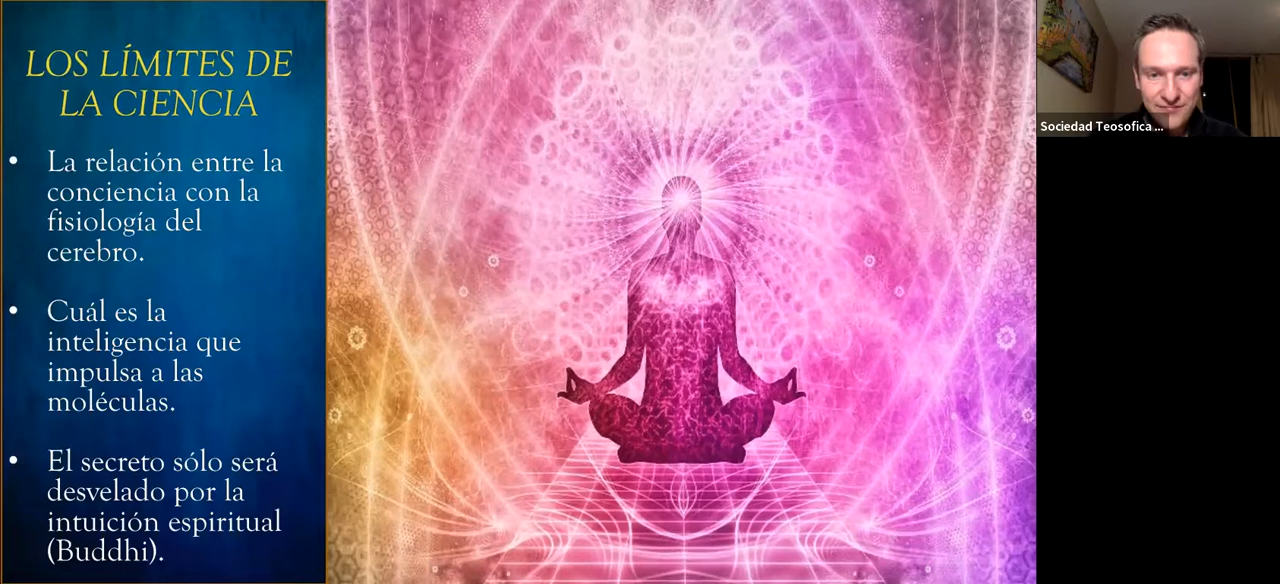 LOS LÍMITES DE
LA CIENCIA
• La relación entre la
conciencia con la
fisiología del
cerebro.
• Cuál es la
inteligencia que
impulsa a las
moléculas.
• El secreto sólo será
desvelado por la
intuición espiritual
(Buddhi).
Sociedad Teosofica ...